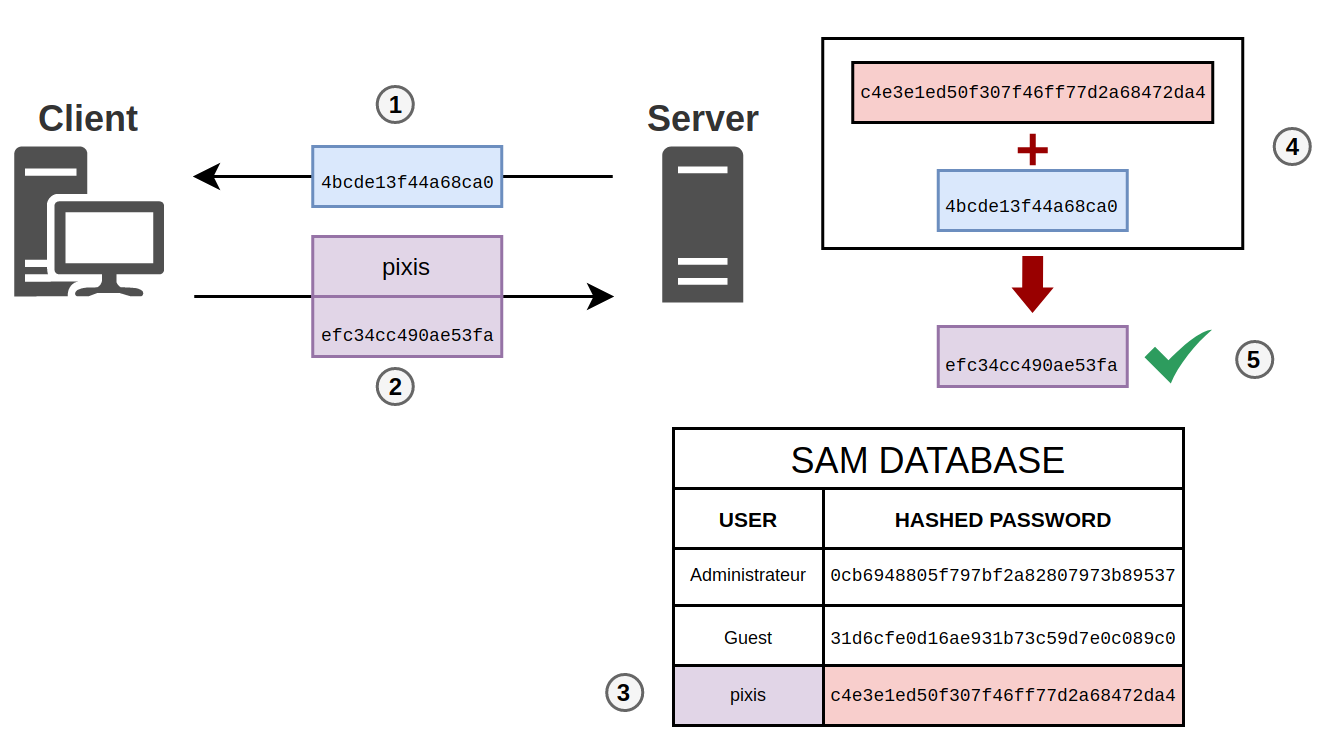 Client
1
4bcde13f44a68ca0
pixis
efc34cc490ae53fa
2
Server
c4e3e1ed50f307f46ff77d2a68472da4
+
4bcde13f44a68ca0
4
efc34cc490ae53fa
5
SAM DATABASE
USER HASHED PASSWORD
Administrateur 0cb6948805f797bf2a82807973b89537
Guest 31d6cfe0d16ae931b73c59d7e0c089c0
3
pixis c4e3e1ed50f307f46ff77d2a68472da4